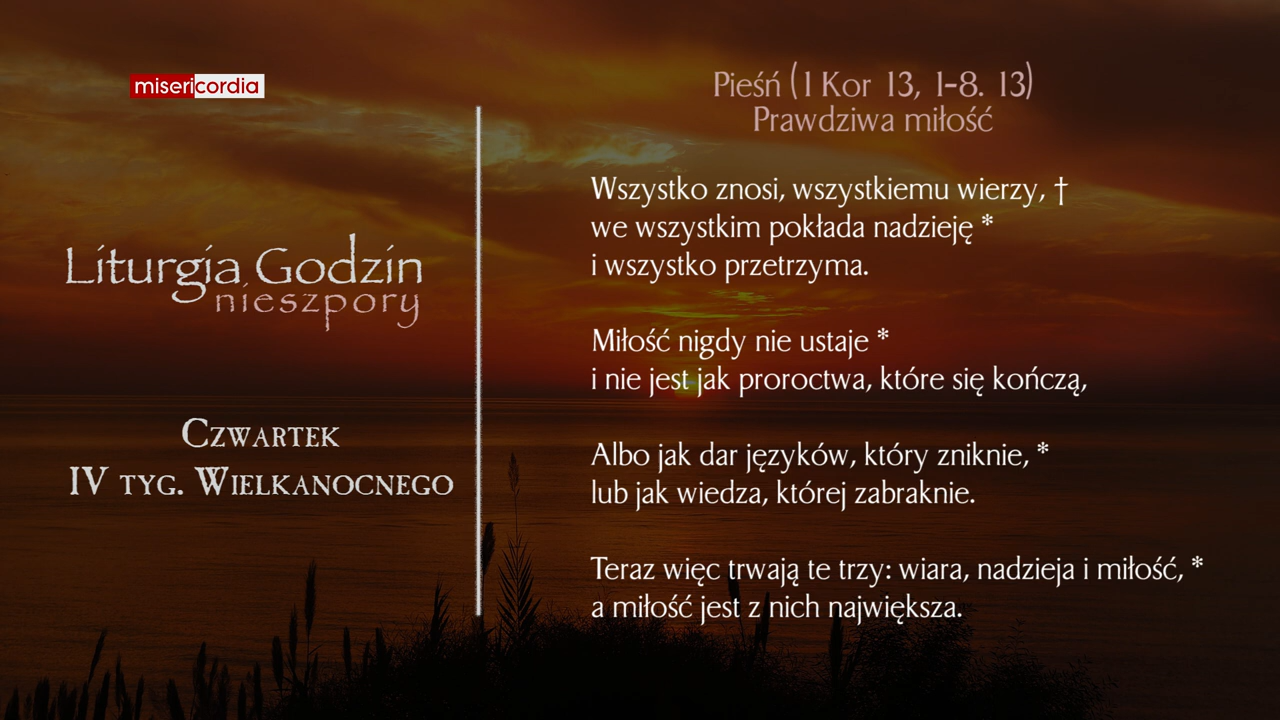 misericordia
Liturgia Godzin
nieszpory
Czwartek
IV tyg. Wielkanocnego
Pieśń (1 Kor 13, 1-8. 13)
Prawdziwa miłość
Wszystko znosi, wszystkiemu wierzy, †
we wszystkim pokłada nadzieję *
i wszystko przetrzyma.
Miłość nigdy nie ustaje *
i nie jest jak proroctwa, które się kończą,
Albo jak dar języków, który zniknie, *
lub jak wiedza, której zabraknie.
Teraz więc trwają te trzy: wiara, nadzieja i miłość, *
a miłość jest z nich największa.